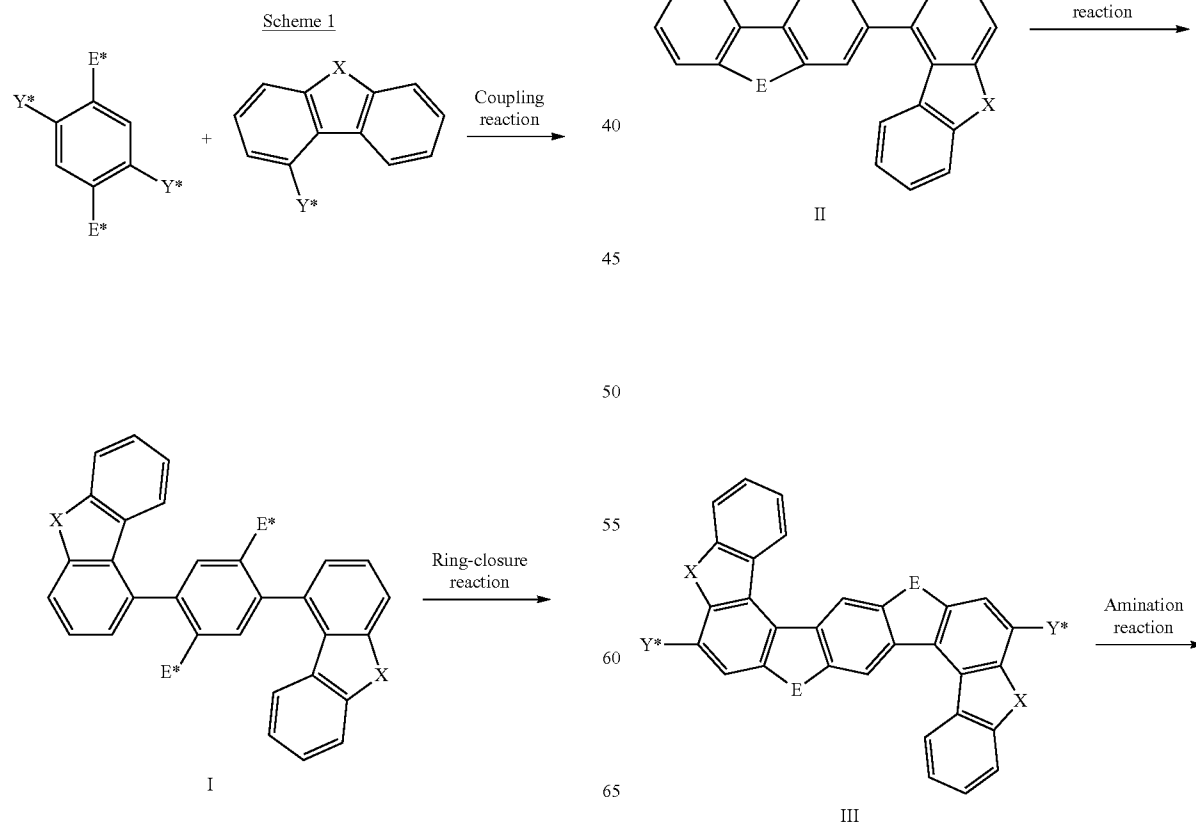 Scheme 1
E*
Y*
Y*
E*
+
X
Y*
Coupling
reaction
X
E*
E*
X
I
Ring-closure
reaction
40
45
50
55
60
65
E
X
II
reaction
X
Y*
E
E
Y*
X
III
Amination
reaction